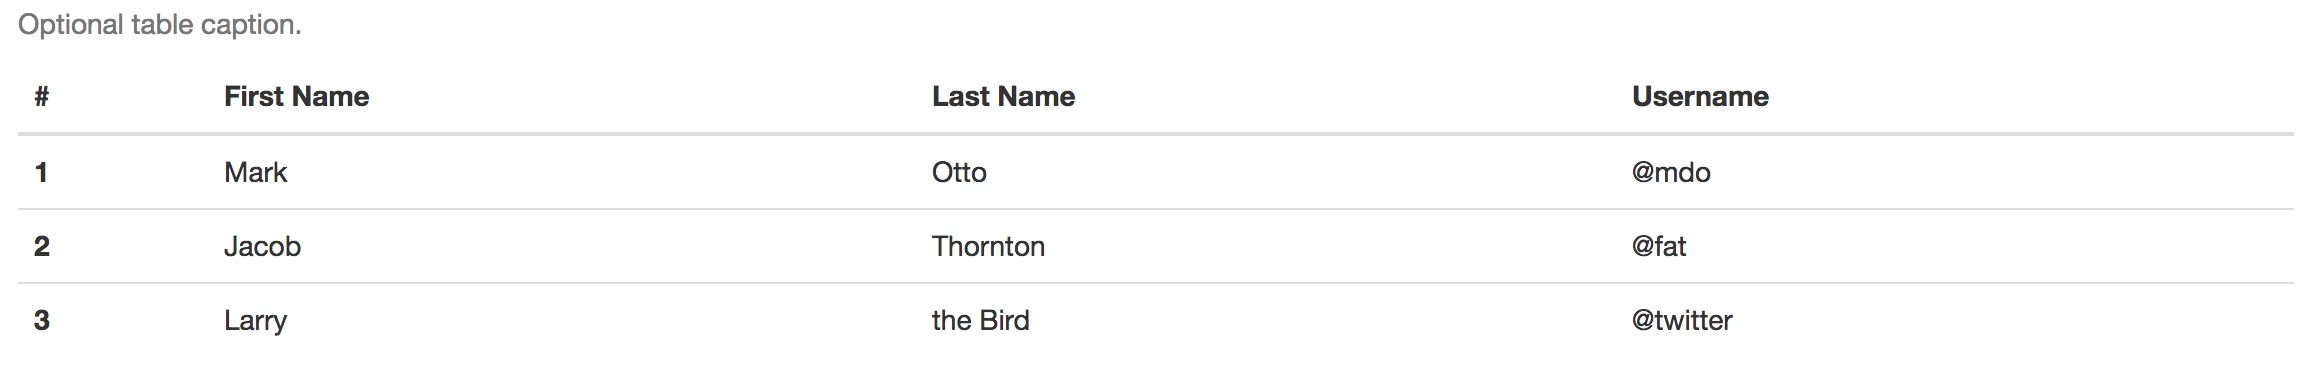 Optional table caption.
# First Name Last Name Username
1 Mark Otto @mdo
2 Jacob Thornton @fat
3 Larry the Bird @twitter